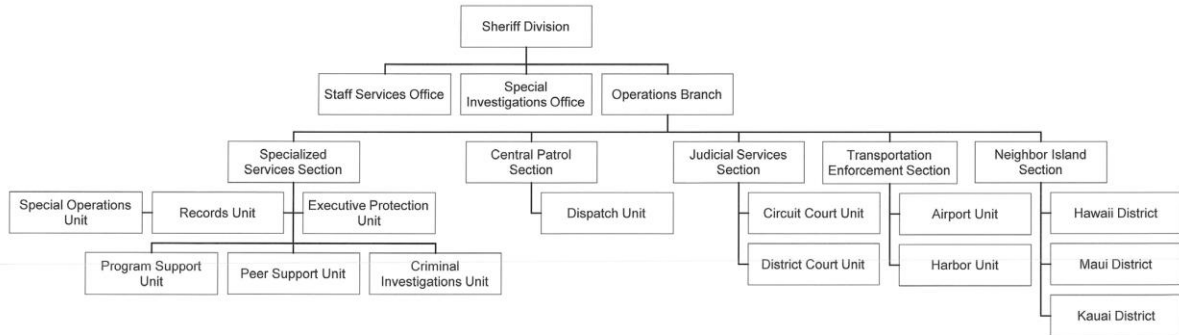 Sheriff Division
Staff Services Office
Special
Investigations Office
Operations Branch
Specialized
Services Section
Central Patrol
Section
Judicial Services
Section
Transportation
Enforcement Section
Neighbor Island
Section
Special Operations
Unit
Records Unit
Executive Protection
Unit
Dispatch Unit
Circuit Court Unit
Airport Unit
Hawaii District
Program Support
Unit
Peer Support Unit
Criminal
Investigations Unit
District Court Unit
Harbor Unit
Maui District
Kauai District